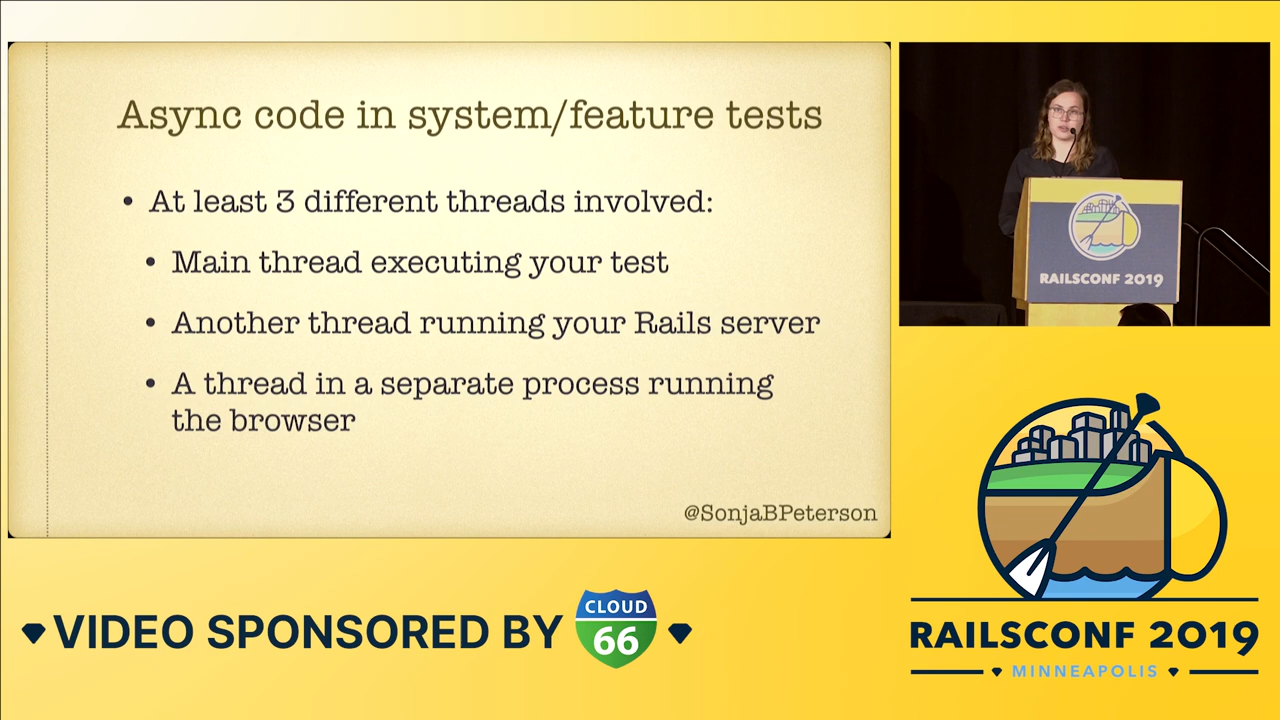 Async code in system/feature tests
• At least 3 different threads involved:
• Main thread executing your test
• Another thread running your Rails server
• A thread in a separate process running
the browser
@SonjaBPeterson
RAILSCONF 2019
VIDEO SPONSORED BY
CLOUD
66
RAILSCONF 2019
MINNEAPOLIS